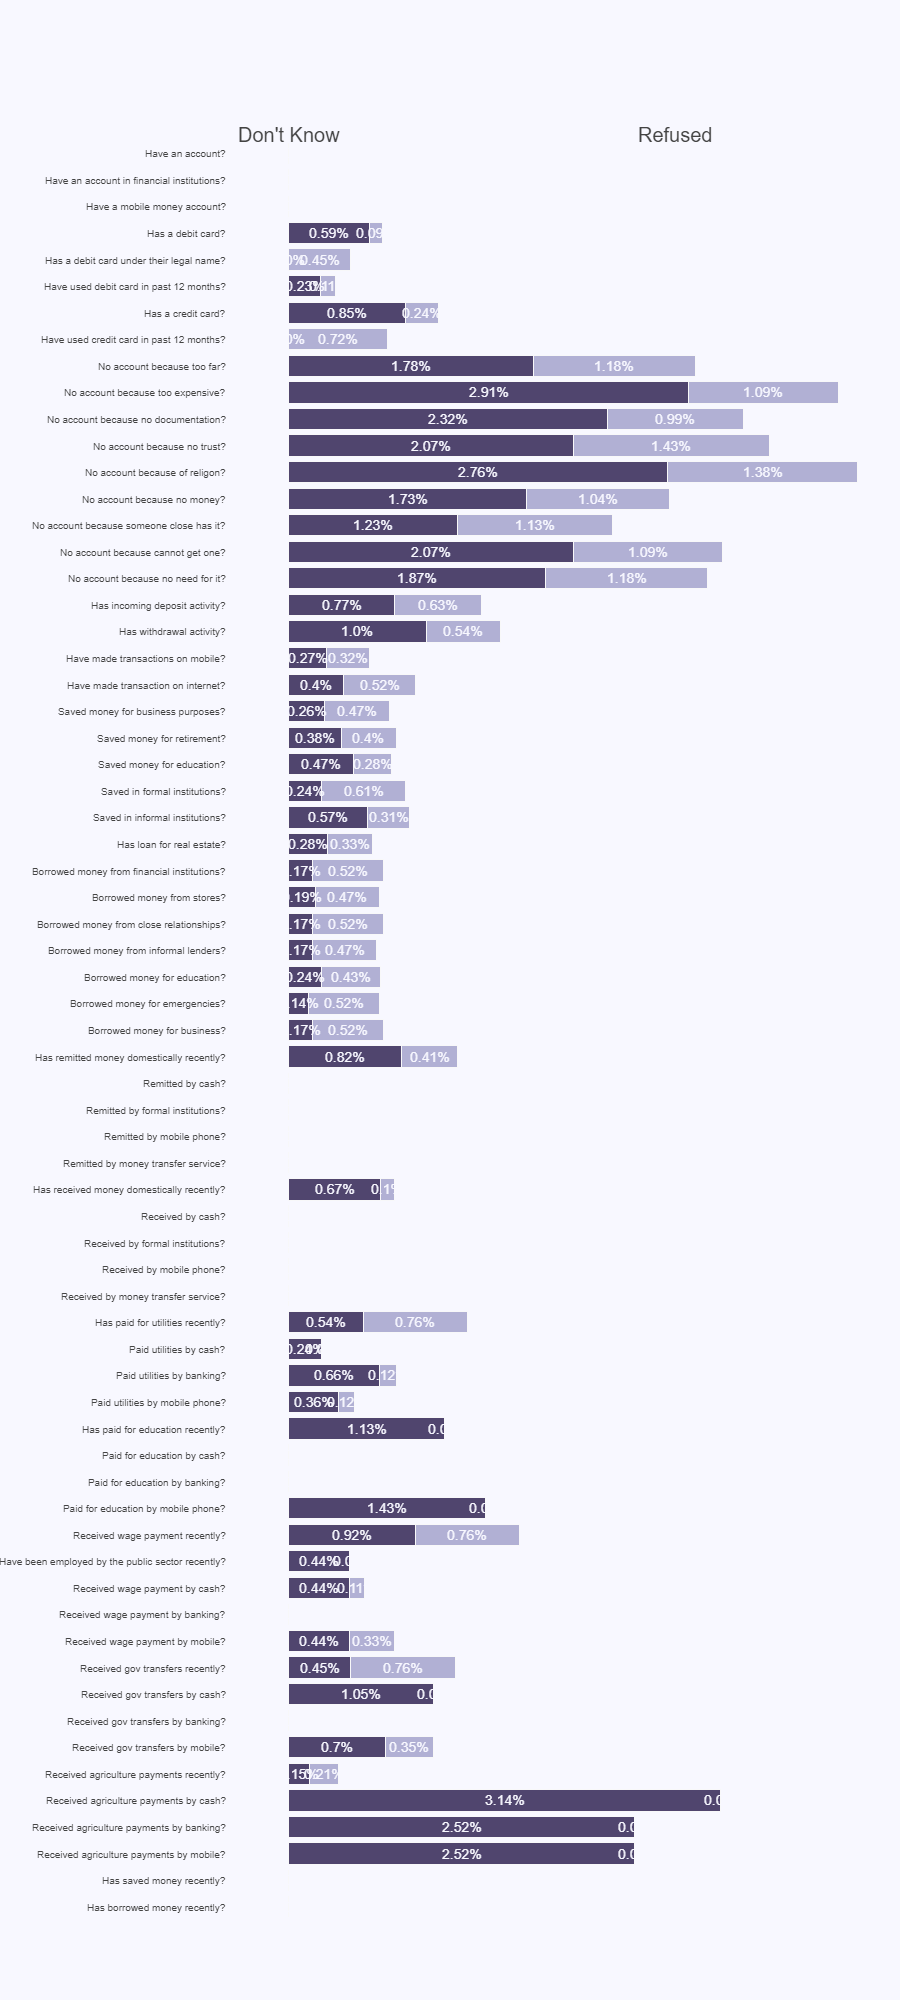 Don't Know Refused
Have an account?
Have an account in financial institutions?
Have a mobile money account?
Has a debit card? 0.59%
Has a debit card under their legal name? 0.45%
Have used debit card in past 12 months? 0.23%
Has a credit card? 0.85% 0.24%
Have used credit card in past 12 months? 0.72%
No account because too far? 1.78% 1.18%
No account because too expensive? 2.91% 1.09%
No account because no documentation? 2.32% 0.99%
No account because no trust? 2.07% 1.43%
No account because of religon? 2.76% 1.38%
No account because no money? 1.73% 1.04%
No account because someone close has it? 1.23% 1.13%
No account because cannot get one? 2.07% 1.09%
No account because no need for it? 1.87% 1.18%
Has incoming deposit activity? 0.77% 0.63%
Has withdrawal activity? 1.0% 0.54%
Have made transactions on mobile? 0.27% 0.32%
Have made transaction on internet? 0.4% 0.52%
Saved money for business purposes? 0.26% 0.47%
Saved money for retirement? 0.38% 0.4%
Saved money for education? 0.47% 0.28%
Saved in formal institutions? 0.24% 0.61%
Saved in informal institutions? 0.57% 0.31%
Has loan for real estate? 0.28% 0.33%
Borrowed money from financial institutions? .17% 0.52%
Borrowed money from stores? .19% 0.47%
Borrowed money from close relationships? .17% 0.52%
Borrowed money from informal lenders? .17% 0.47%
Borrowed money for education? 0.24% 0.43%
Borrowed money for emergencies? .14% 0.52%
Borrowed money for business? .17% 0.52%
Has remitted money domestically recently? 0.82% 0.41%
Remitted by cash?
Remitted by formal institutions?
Remitted by mobile phone?
Remitted by money transfer service?
Has received money domestically recently? 0.67%
Received by cash?
Received by formal institutions?
Received by mobile phone?
Received by money transfer service?
Has paid for utilities recently? 0.54% 0.76%
Paid utilities by cash?
Paid utilities by banking? 0.66% 0.12
Paid utilities by mobile phone? 0.36% .12
Has paid for education recently? 1.13%
Paid for education by cash?
Paid for education by banking?
Paid for education by mobile phone? 1.43%
Received wage payment recently? 0.92% 0.76%
Have been employed by the public sector recently? 0.44%
Received wage payment by cash? 0.44% .11
Received wage payment by banking?
Received wage payment by mobile? 0.44% 0.33%
Received gov transfers recently? 0.45% 0.76%
Received gov transfers by cash? 1.05%
Received gov transfers by banking?
Received gov transfers by mobile? 0.7% 0.35%
Received agriculture payments recently? .15% .21%
Received agriculture payments by cash? 3.14%
Received agriculture payments by banking? 2.52%
Received agriculture payments by mobile? 2.52%
Has saved money recently?
Has borrowed money recently?